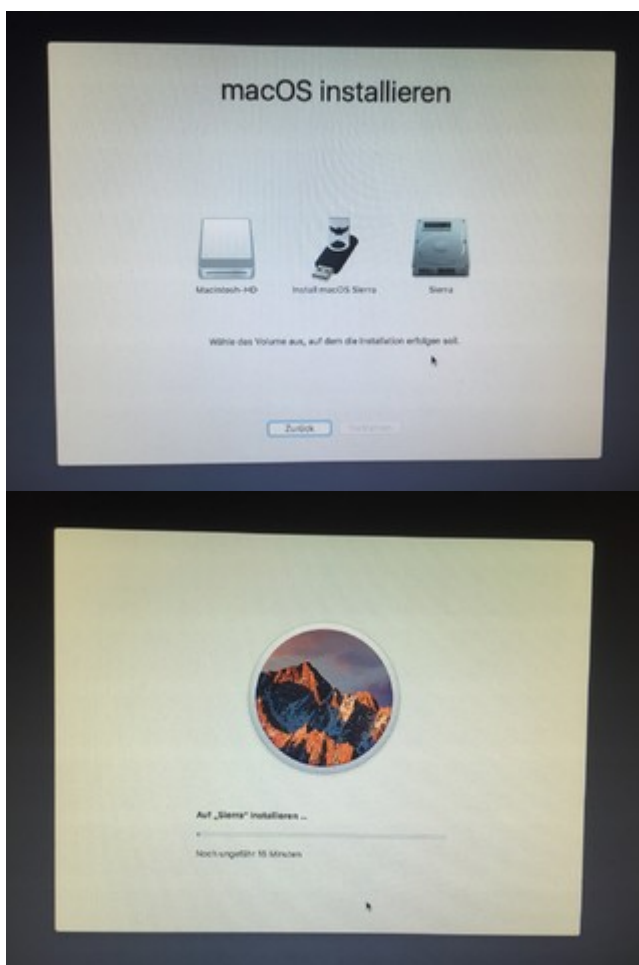 macOS installieren
Macintosh-HD
Install macOS Sierra
Sierra
Wähle das Volume aus, auf dem die Installation erfolgen soll.
Zurück
Auf „Sierra“ installieren ...
Noch ungefähr 15 Minuten